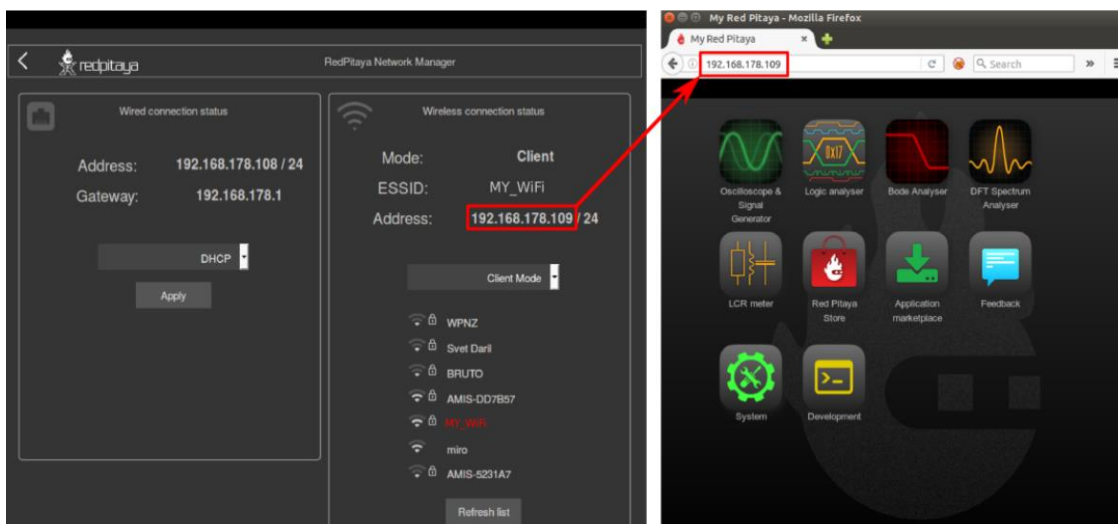 redpitaya
RedPitaya Network Manager
Wired connection status
Address: 192.168.178.108 / 24
Gateway: 192.168.178.1
DHCP
Apply
Wireless connection status
Mode: Client
ESSID: MY_WiFi
Address: 192.168.178.109 / 24
Client Mode
WPNZ
Svet Daril
BRUTO
AMIS-DD7B57
MY_WiFi
miro
AMIS-5231A7
Refresh list
My Red Pitaya - Mozilla Firefox
My Red Pitaya
192.168.178.109
Search
Oscilloscope &
Signal
Generator
0X17
Logic analyser
Bode Analyser
DFT Spectrum
Analyser
LCR meter
Red Pitaya
Store
Application
marketplace
Feedback
System
Development